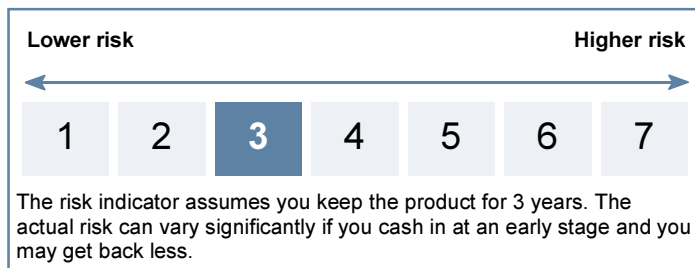 Lower risk Higher risk
1 2 3 4 5 6 7
The risk indicator assumes you keep the product for 3 years. The
actual risk can vary significantly if you cash in at an early stage and you
may get back less.